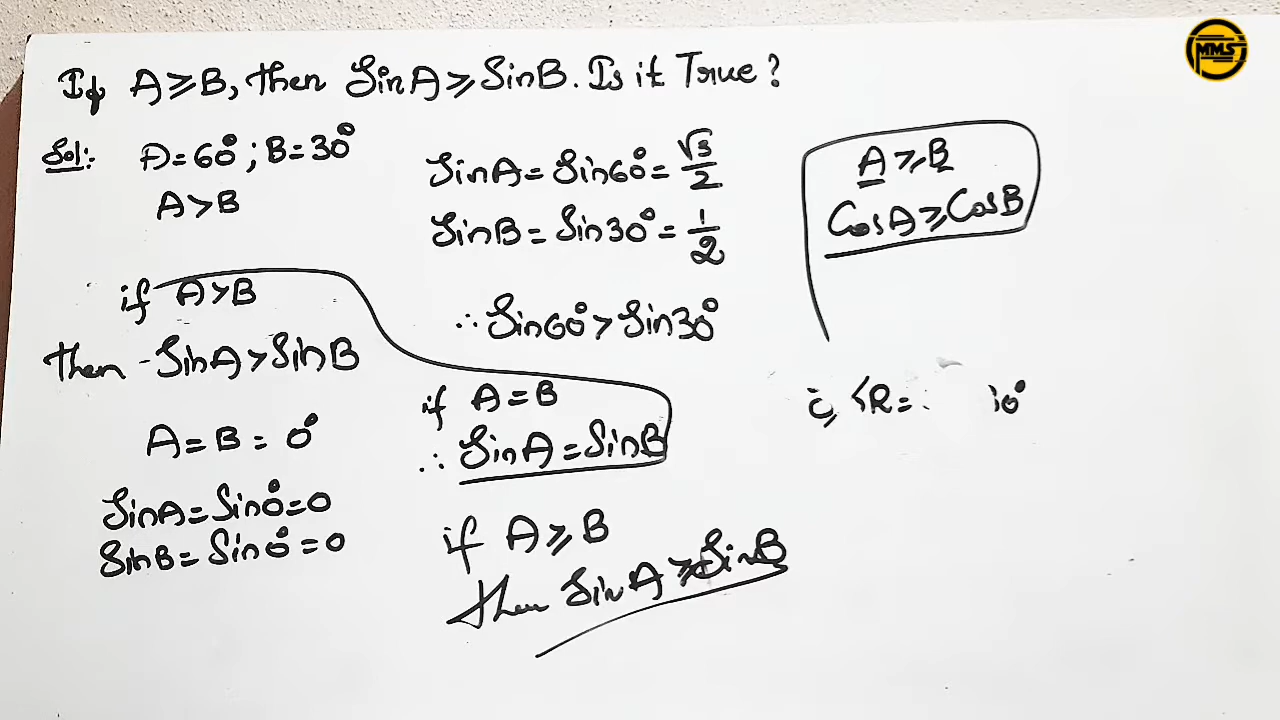 If A ≥ B, then SinA ≥ SinB. Is it True?
Sol:- A = 60°; B = 30°
A > B
SinA = Sin60° = √3/2
SinB = Sin30° = 1/2
∴ Sin60° > Sin30°
if A > B
then SinA > SinB
A = B = 0°
SinA = Sin0° = 0
SinB = Sin0° = 0
if A = B
∴ SinA = SinB
if A ≥ B
then SinA ≥ SinB
A ≥ B
CosA ≥ CosB
MMS